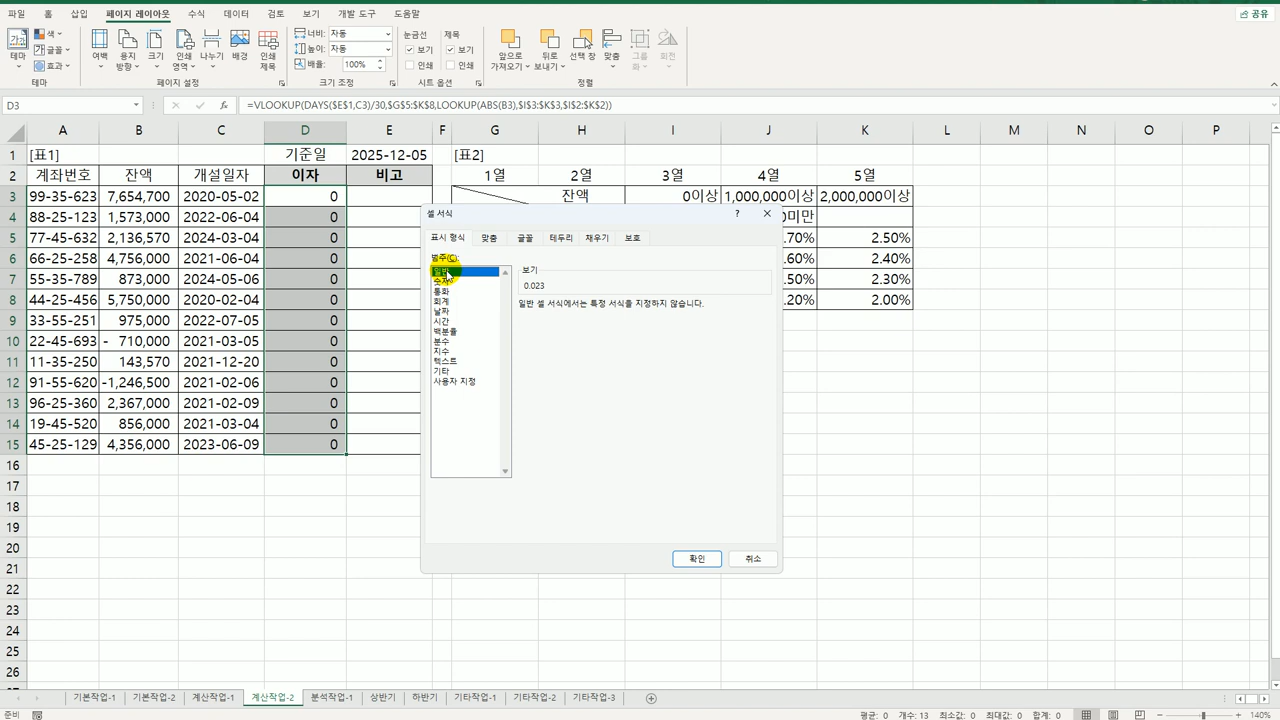 파일 홈 삽입 페이지 레이아웃 수식 데이터 검토 보기 개발 도구 도움말 공유
테마 색 글꼴 효과 여백 용지 방향 크기 인쇄 영역 나누기 배경 인쇄 제목 너비: 자동 높이: 자동 배율: 100% 눈금선 보기 인쇄 제목 보기 인쇄 앞으로 가져오기 뒤로 보내기 선택 창 맞춤 그룹화 회전
테마 페이지 설정 크기 조정 시트 옵션 정렬
D3 fx =VLOOKUP(DAYS($E$1,C3)/30,$G$5:$K$8,LOOKUP(ABS(B3),$I$3:$K$3,$I$2:$K$2))
A B C D E F G H I J K L M N O P
1 [표1] 기준일 2025-12-05 [표2]
2 계좌번호 잔액 개설일자 이자 비고 1열 2열 3열 4열 5열
3 99-35-623 7,654,700 2020-05-02 0 잔액 0이상 1,000,000이상 2,000,000이상
4 88-25-123 1,573,000 2022-06-04 0 미만
5 77-45-632 2,136,570 2024-03-04 0 .70% 2.50%
6 66-25-258 4,756,000 2021-06-08 0 .60% 2.40%
7 55-35-789 873,000 2024-05-06 0 .50% 2.30%
8 44-25-456 5,750,000 2020-02-04 0 .20% 2.00%
9 33-55-251 975,000 2022-07-05 0
10 22-45-693 - 710,000 2021-03-05 0
11 11-35-250 143,570 2021-12-20 0
12 91-55-620 -1,246,500 2021-02-06 0
13 96-25-360 2,367,000 2021-02-09 0
14 19-45-520 856,000 2021-03-04 0
15 45-25-129 4,356,000 2023-06-09 0
16
17
18
19
20
21
22
23
24
25
26
셀 서식 ?
표시 형식 맞춤 글꼴 테두리 채우기 보호
범주(C):
일반
숫자
통화
회계
날짜
시간
백분율
분수
지수
텍스트
기타
사용자 지정
보기
0.023
일반 셀 서식에서는 특정 서식을 지정하지 않습니다.
확인 취소
기본작업-1 기본작업-2 계산작업-1 계산작업-2 분석작업-1 상반기 하반기 기타작업-1 기타작업-2 기타작업-3
준비 평균: 0 개수: 13 최소값: 0 최대값: 0 합계: 0 140%